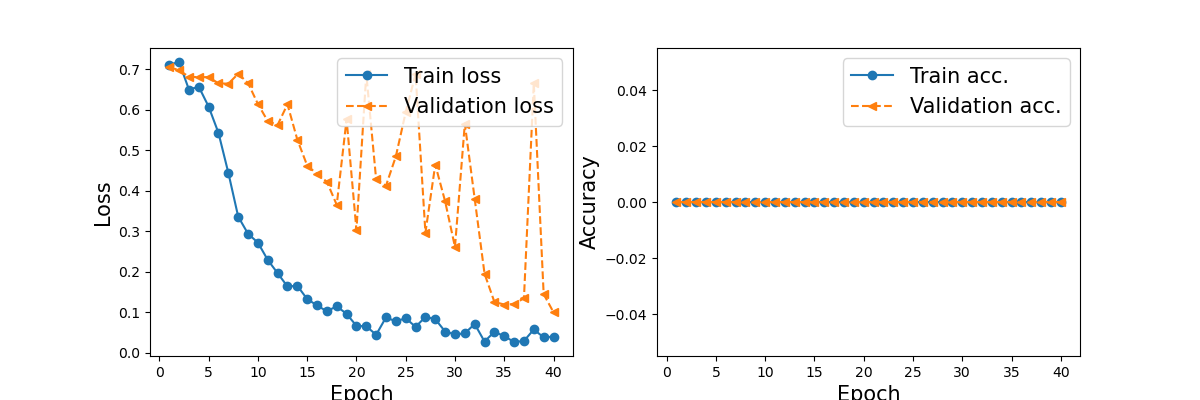 0.7
0.6
0.5
0.4
0.3
0.2
0.1
0.0
Loss
Train loss
Validation loss
0 5 10 15 20 25 30 35 40
Epoch
0.04
0.02
0.00
−0.02
−0.04
Accuracy
Train acc.
Validation acc.
0 5 10 15 20 25 30 35 40
Epoch